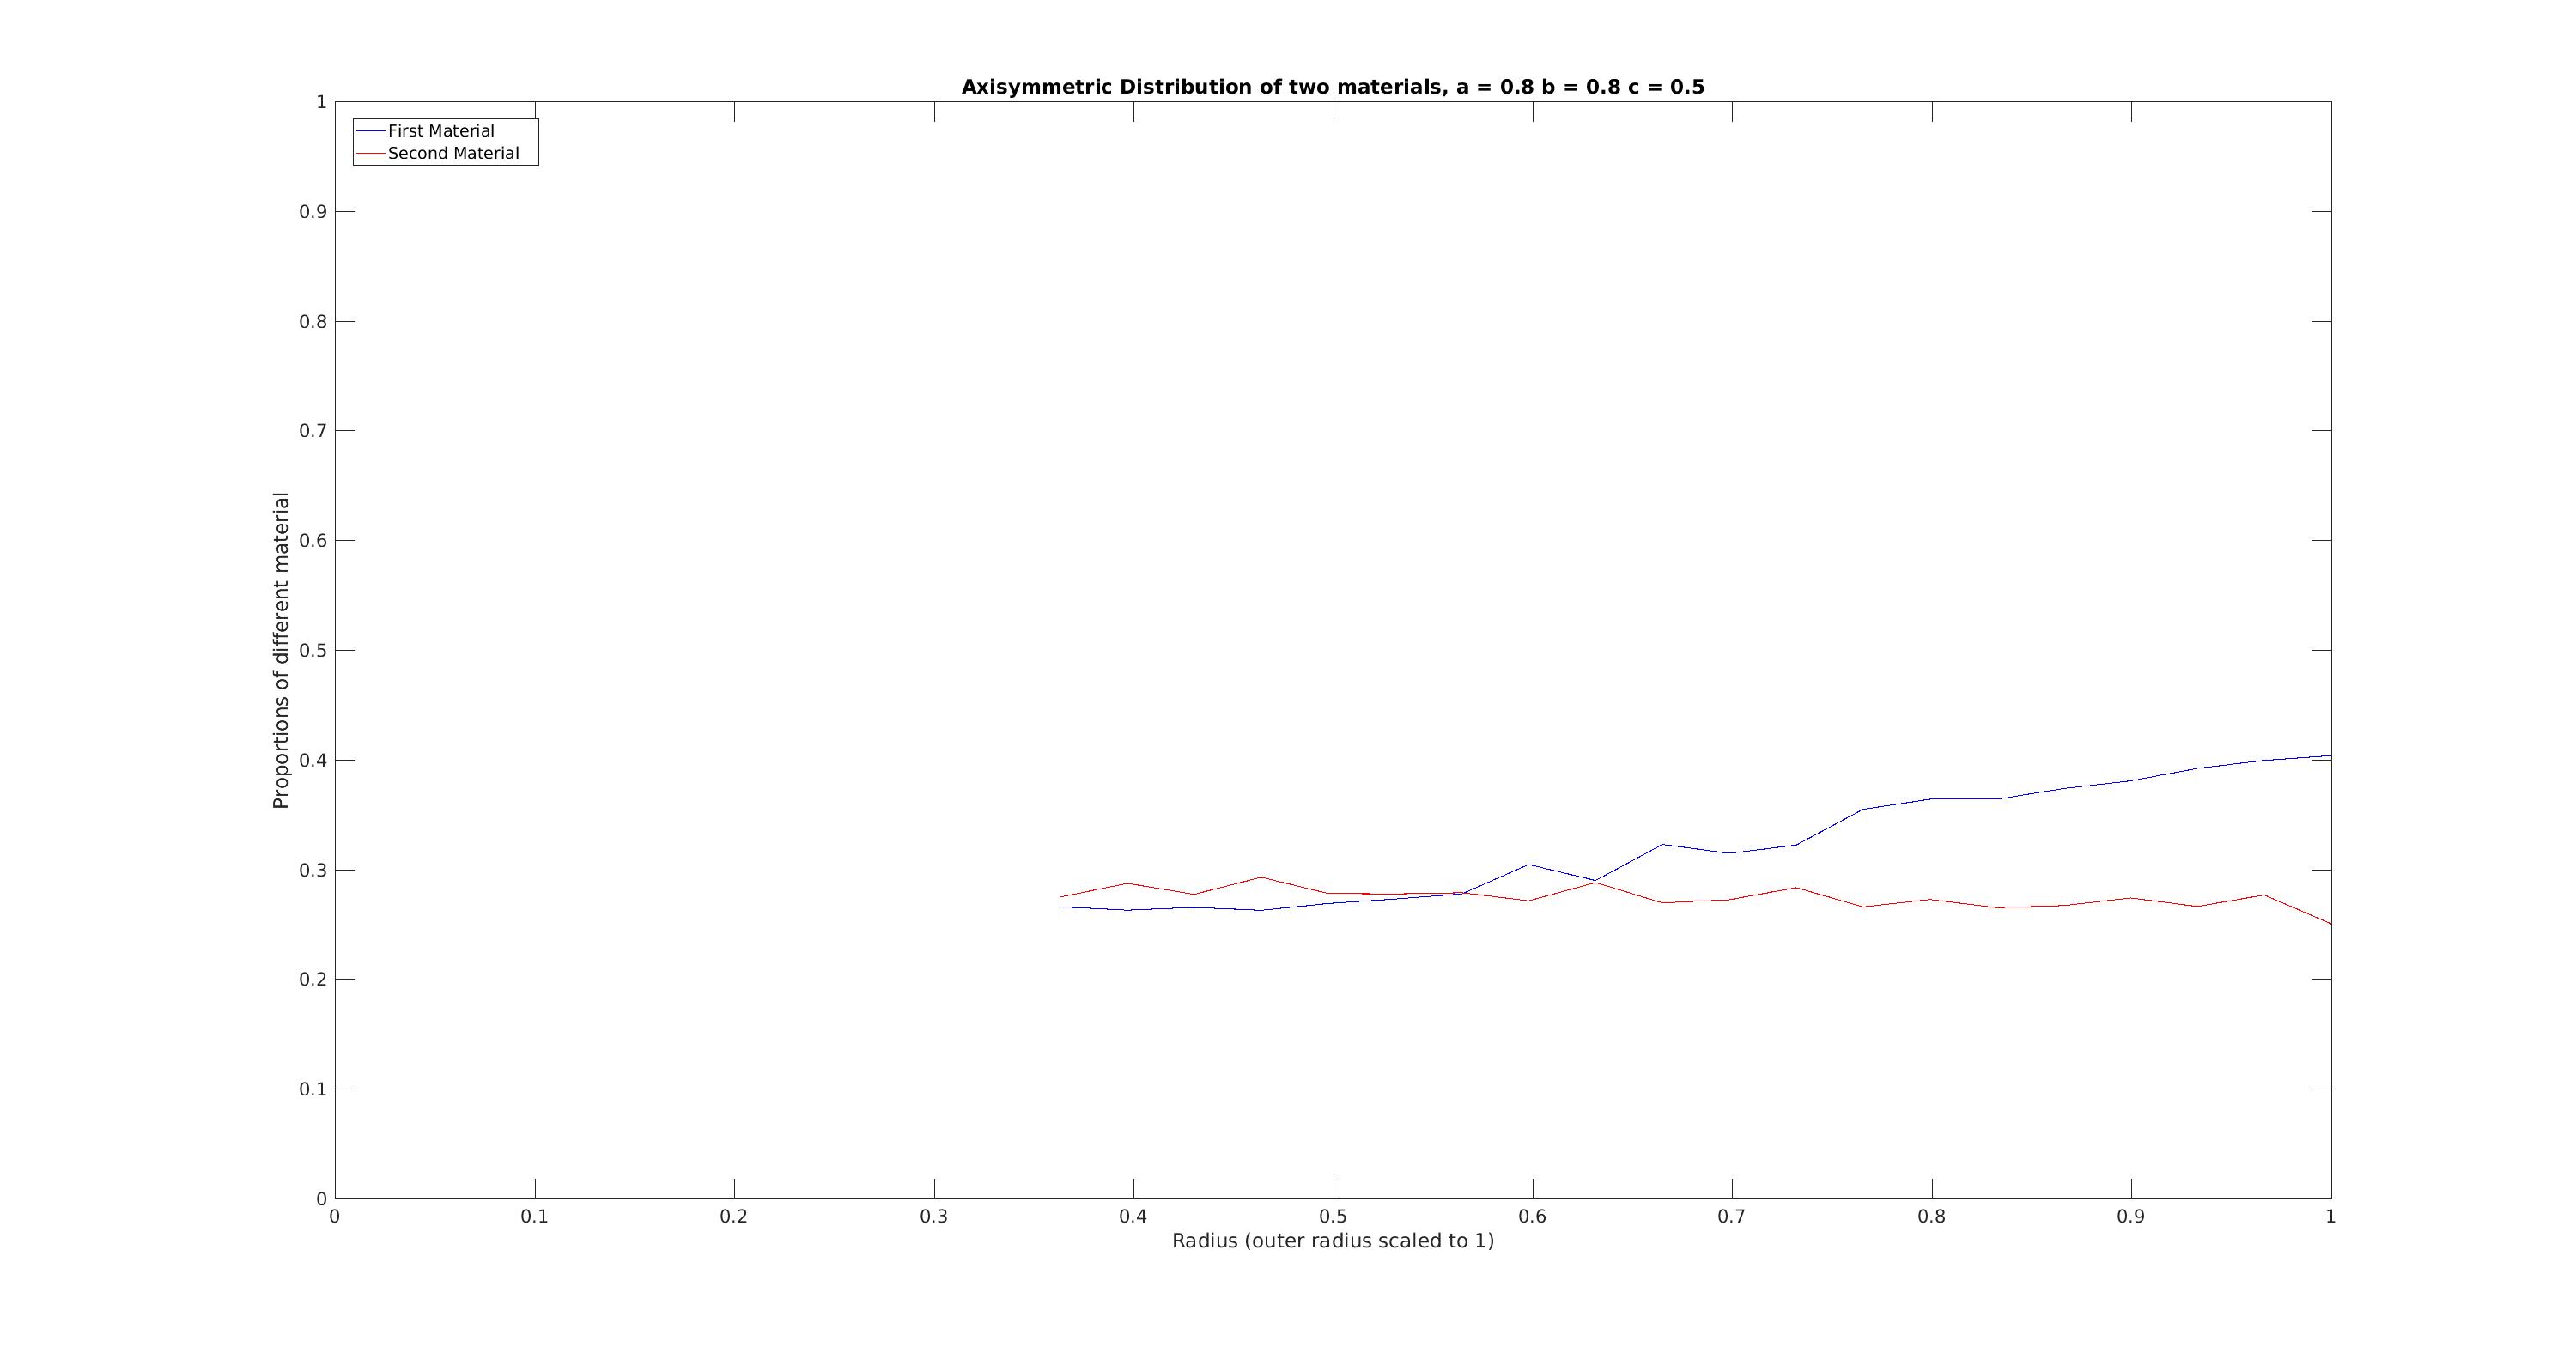 Axisymmetric Distribution of two materials, a = 0.8 b = 0.8 c = 0.5
First Material
Second Material
1
0.9
0.8
0.7
0.6
0.5
0.4
0.3
0.2
0.1
0
Proportions of different material
0 0.1 0.2 0.3 0.4 0.5 0.6 0.7 0.8 0.9 1
Radius (outer radius scaled to 1)